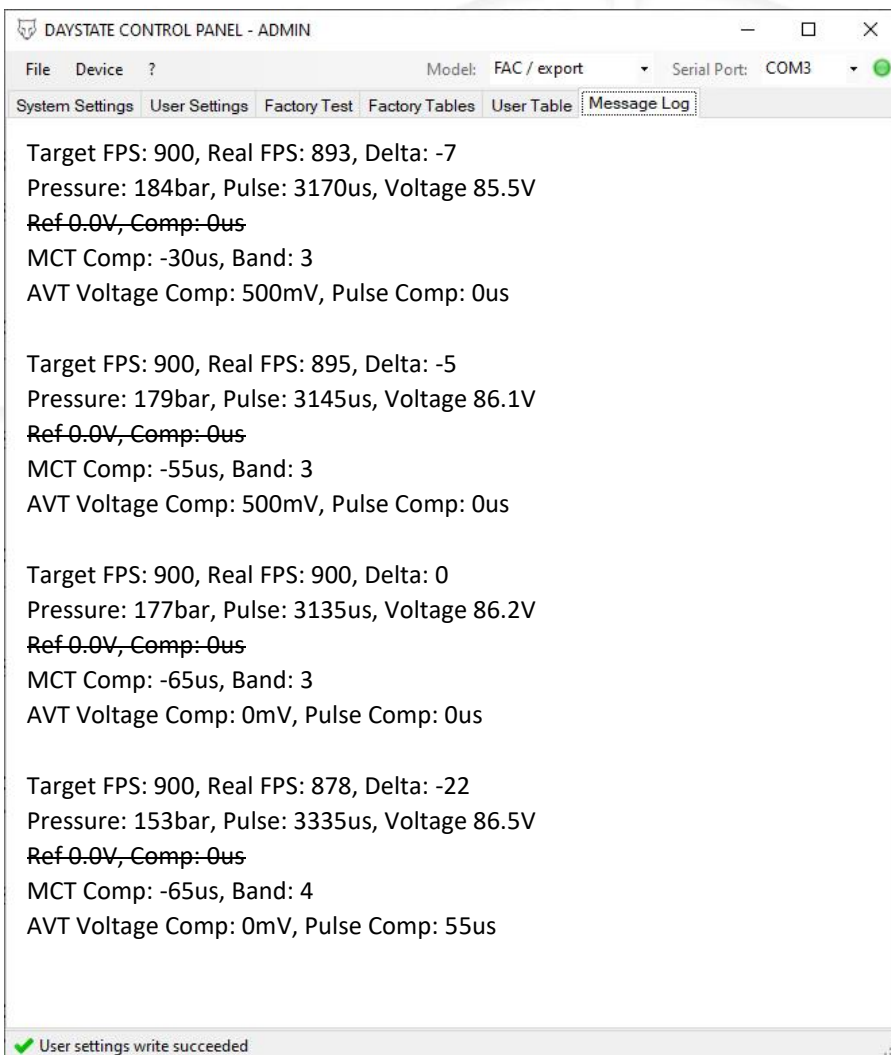 DAYSTATE CONTROL PANEL - ADMIN
File Device ? Model: FAC / export Serial Port: COM3
System Settings User Settings Factory Test Factory Tables User Table Message Log
Target FPS: 900, Real FPS: 893, Delta: -7
Pressure: 184bar, Pulse: 3170us, Voltage 85.5V
Ref 0.0V, Comp: 0us
MCT Comp: -30us, Band: 3
AVT Voltage Comp: 500mV, Pulse Comp: 0us
Target FPS: 900, Real FPS: 895, Delta: -5
Pressure: 179bar, Pulse: 3145us, Voltage 86.1V
Ref 0.0V, Comp: 0us
MCT Comp: -55us, Band: 3
AVT Voltage Comp: 500mV, Pulse Comp: 0us
Target FPS: 900, Real FPS: 900, Delta: 0
Pressure: 177bar, Pulse: 3135us, Voltage 86.2V
Ref 0.0V, Comp: 0us
MCT Comp: -65us, Band: 3
AVT Voltage Comp: 0mV, Pulse Comp: 0us
Target FPS: 900, Real FPS: 878, Delta: -22
Pressure: 153bar, Pulse: 3335us, Voltage 86.5V
Ref 0.0V, Comp: 0us
MCT Comp: -65us, Band: 4
AVT Voltage Comp: 0mV, Pulse Comp: 55us
User settings write succeeded